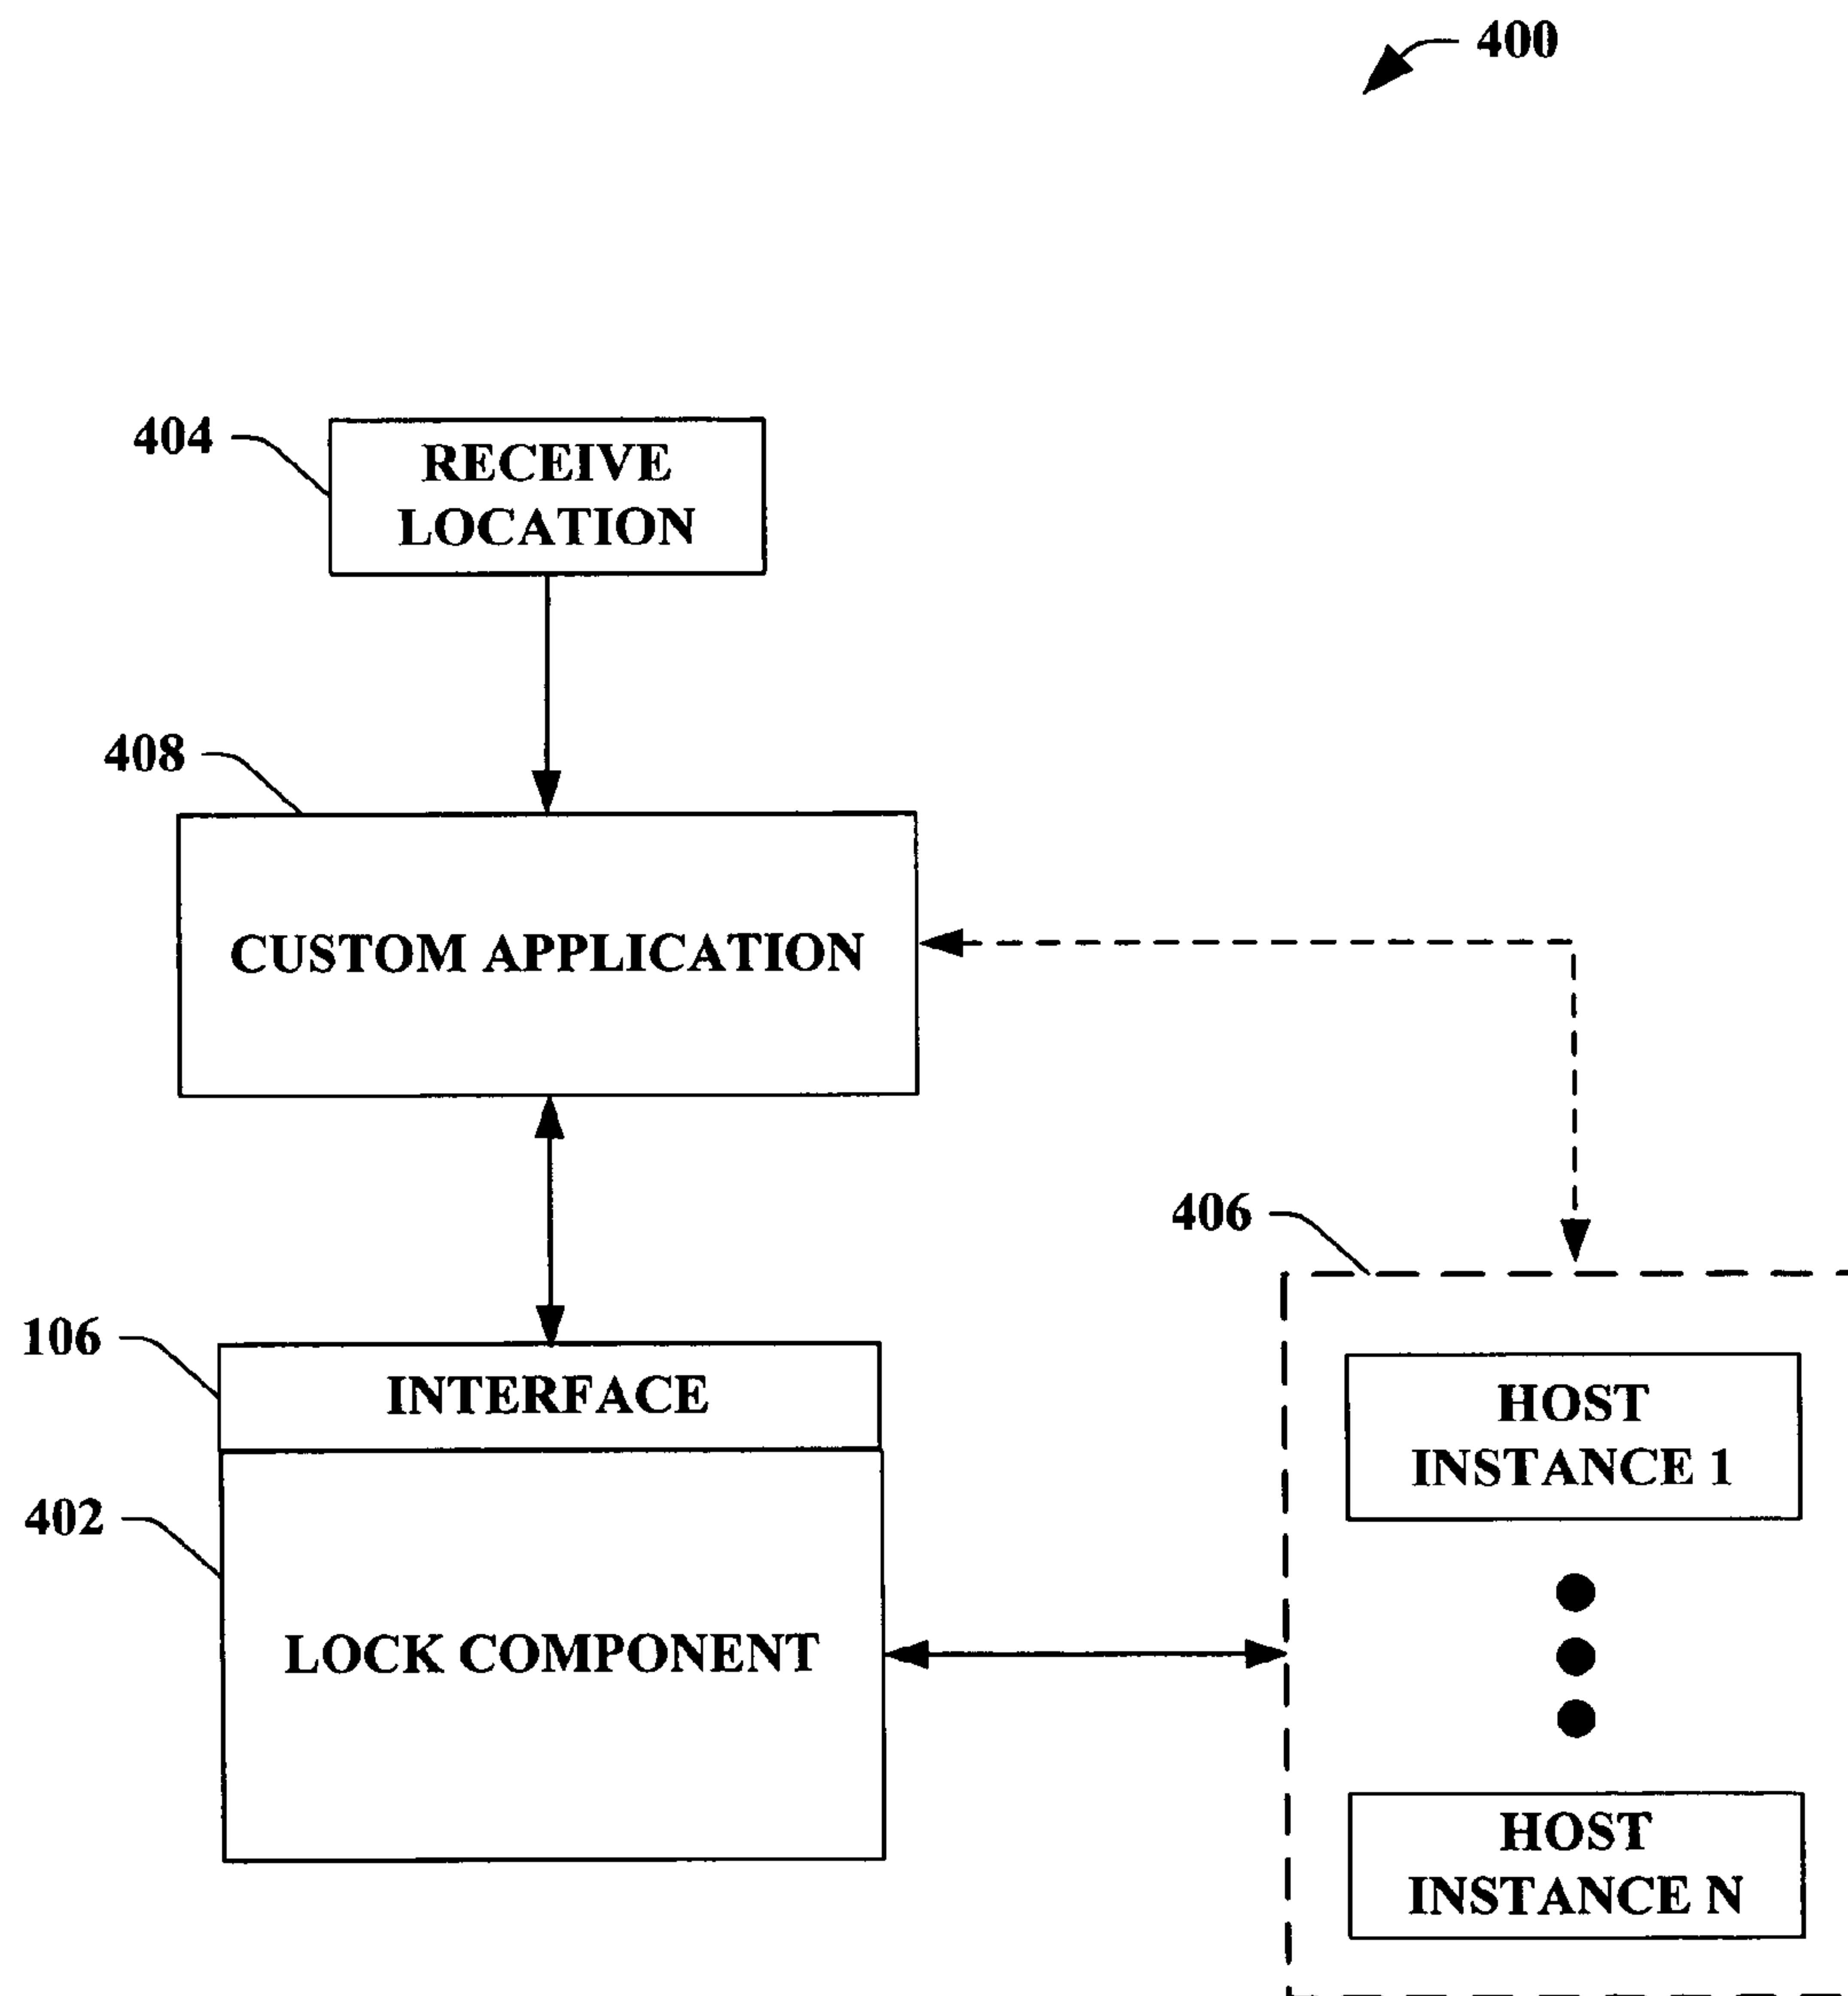 400
404
RECEIVE
LOCATION
408
CUSTOM APPLICATION
406
106
INTERFACE
HOST
INSTANCE 1
402
LOCK COMPONENT
HOST
INSTANCE N